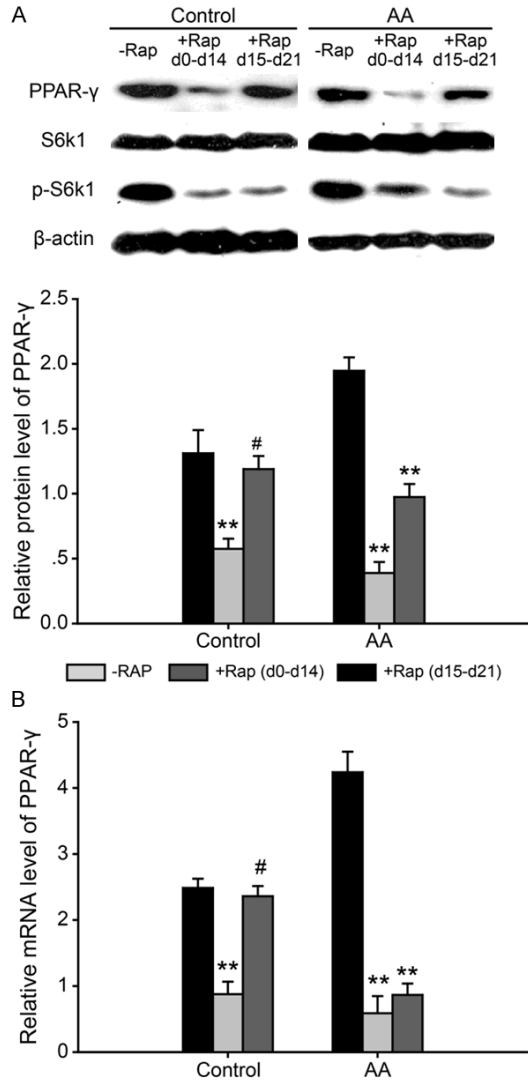 A
Control
AA
-Rap
+Rap
d0-d14
+Rap
d15-d21
-Rap
+Rap
d0-d14
+Rap
d15-d21
PPAR-γ
S6k1
p-S6k1
β-actin
Relative protein level of PPAR-γ
2.5
2.0
1.5
1.0
.5
0.0
**
#
**
**
Control
AA
-RAP
+Rap (d0-d14)
+Rap (d15-d21)
B
Relative mRNA level of PPAR-γ
5
4
3
2
1
0
**
#
**
**
Control
AA